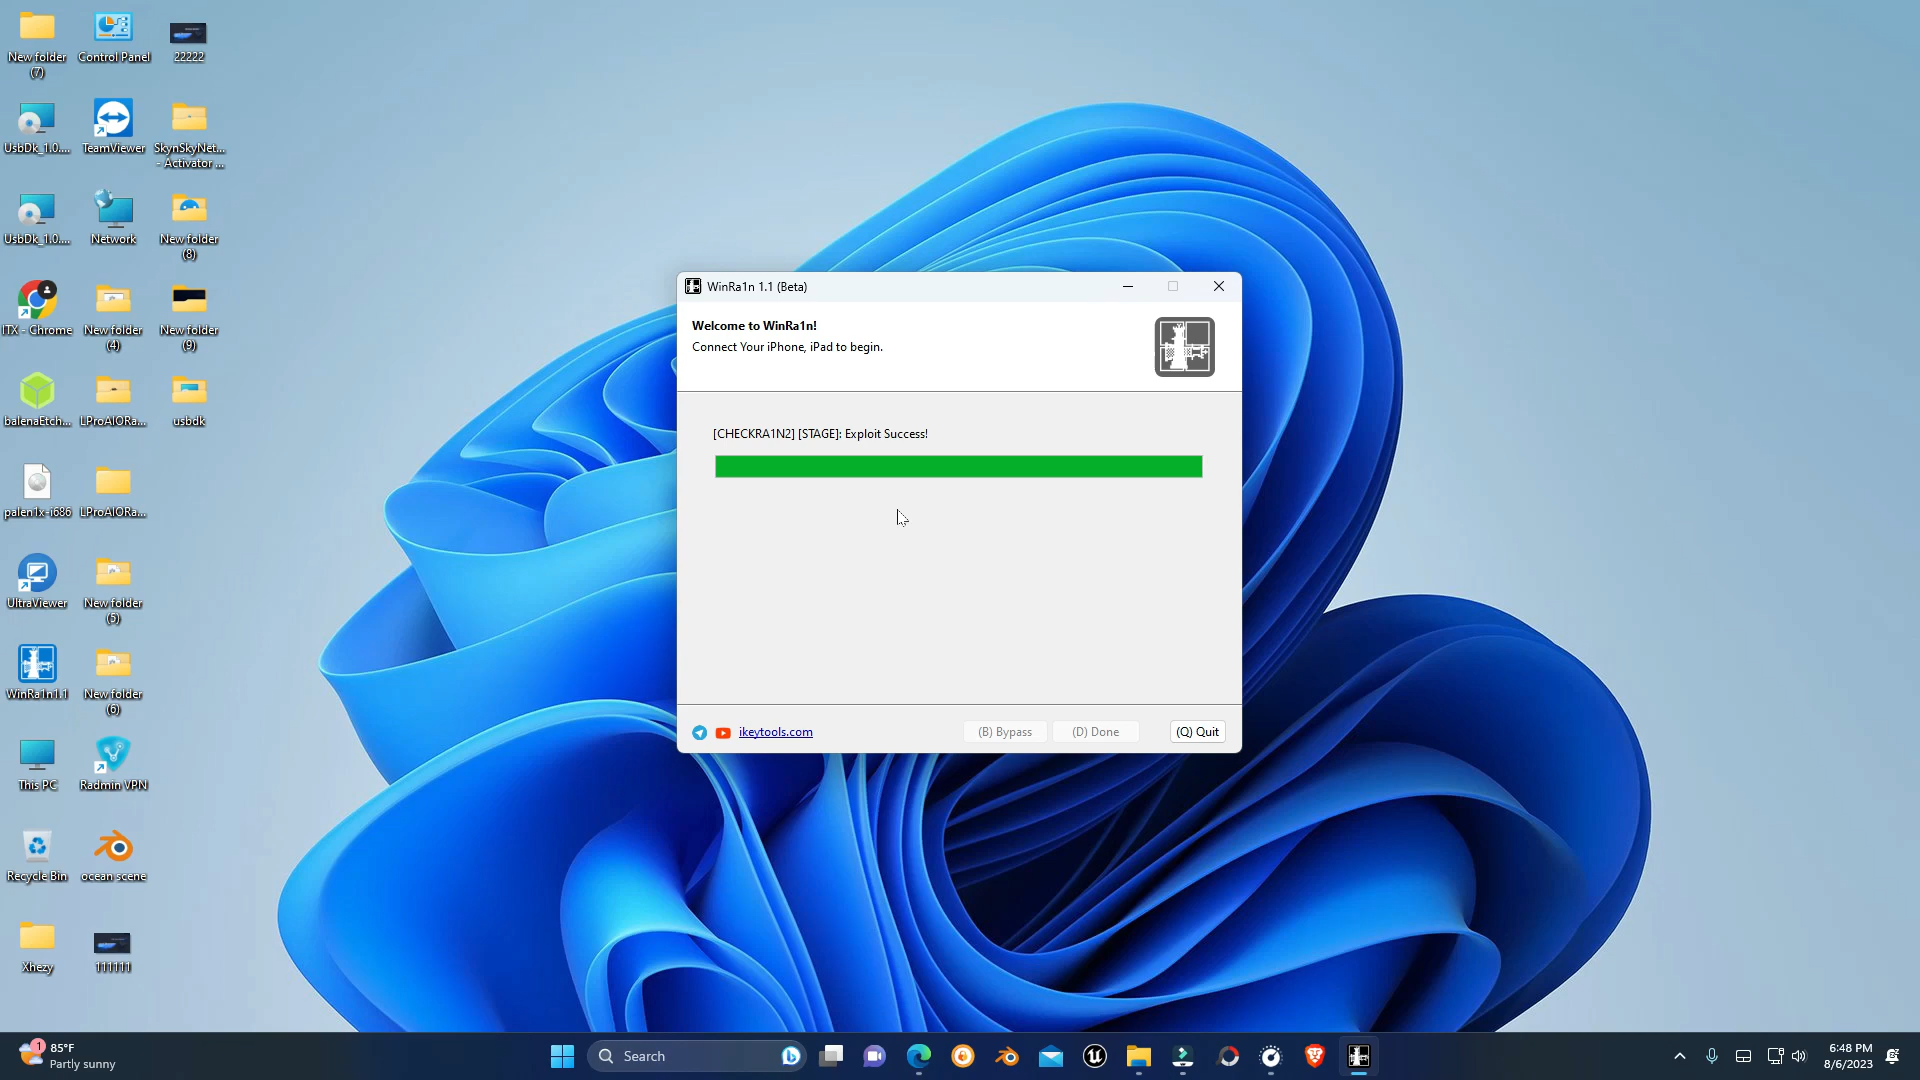 New folder
(7)
Control Panel
22222
UsbDk_1.0....
TeamViewer
SkynSkyNet...
- Activator ...
UsbDk_1.0....
Network
New folder
(8)
ITX - Chrome
New folder
(4)
New folder
(9)
balenaEtch...
LProAIORa...
usbdk
palen1x-i686
LProAIORa...
UltraViewer
New folder
(5)
WinRa1n1.1
New folder
(6)
This PC
Radmin VPN
Recycle Bin
ocean scene
Xhezy
111111
WinRa1n 1.1 (Beta)
Welcome to WinRa1n!
Connect Your iPhone, iPad to begin.
[CHECKRA1N2] [STAGE]: Exploit Success!
ikeytools.com
(B) Bypass
(D) Done
(Q) Quit
1
85°F
Partly sunny
Search
6:48 PM
8/6/2023